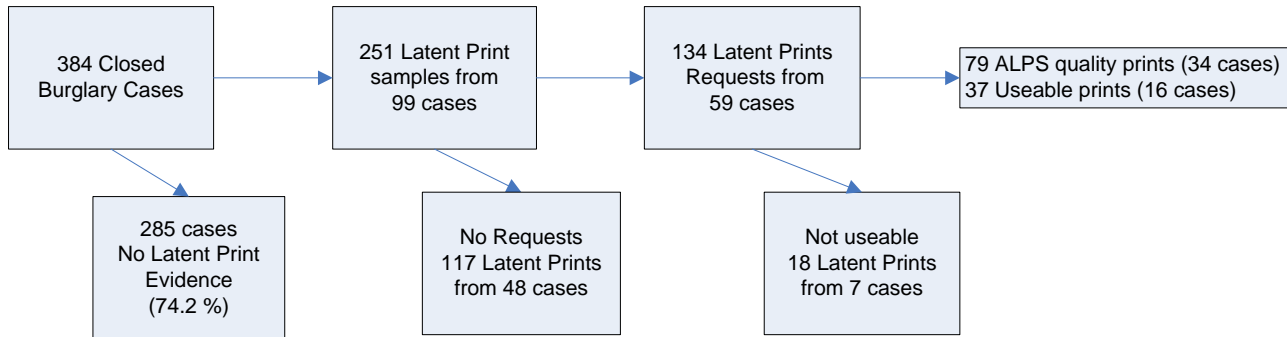 384 Closed
Burglary Cases
251 Latent Print
samples from
99 cases
134 Latent Prints
Requests from
59 cases
79 ALPS quality prints (34 cases)
37 Useable prints (16 cases)
285 cases
No Latent Print
Evidence
(74.2 %)
No Requests
117 Latent Prints
from 48 cases
Not useable
18 Latent Prints
from 7 cases